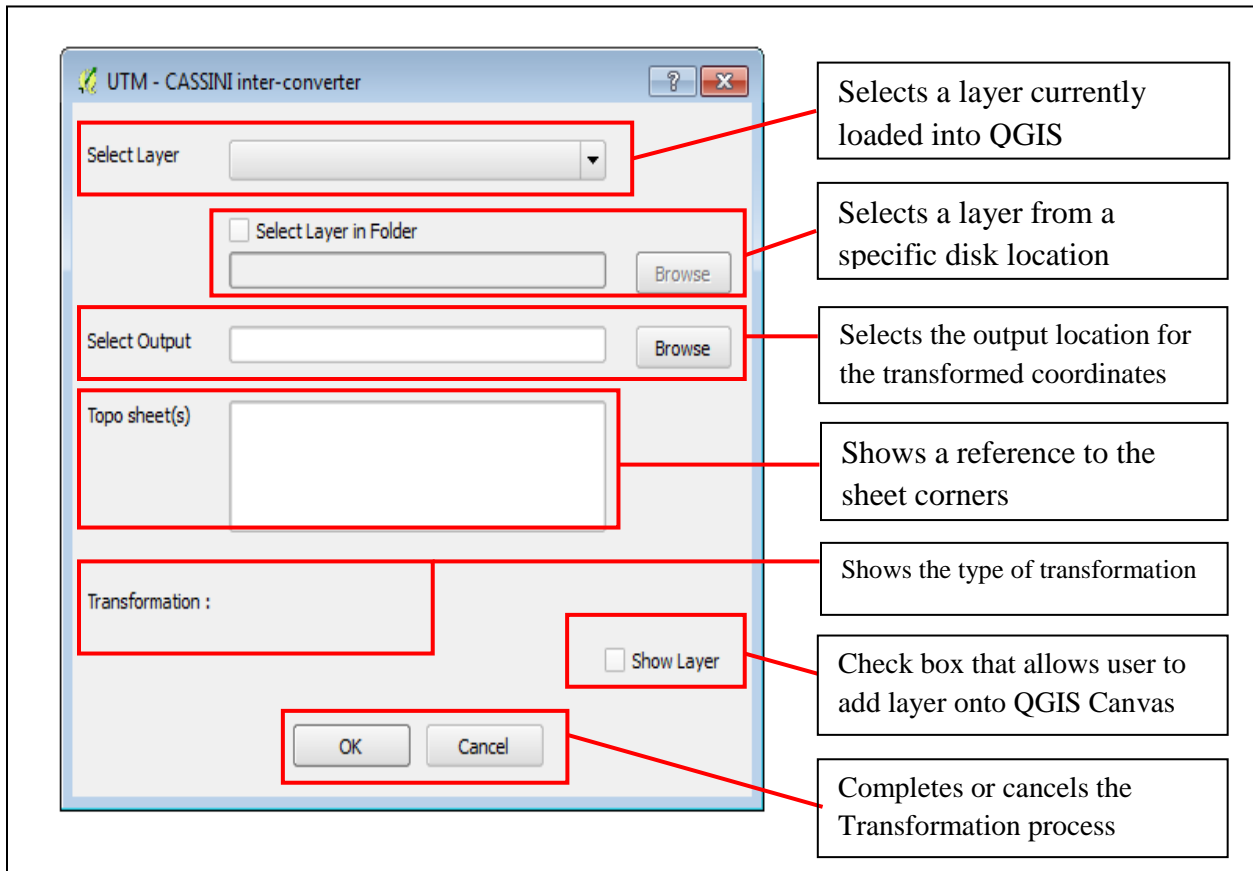 UTM - CASSINI inter-converter
?
Select Layer
Selects a layer currently
loaded into QGIS
Select Layer in Folder
Browse
Selects a layer from a
specific disk location
Select Output
Browse
Selects the output location for
the transformed coordinates
Topo sheet(s)
Shows a reference to the
sheet corners
Transformation :
Shows the type of transformation
Show Layer
Check box that allows user to
add layer onto QGIS Canvas
OK
Cancel
Completes or cancels the
Transformation process